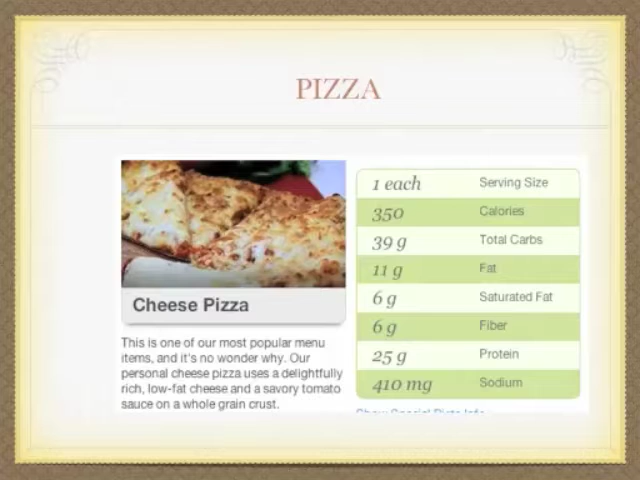 PIZZA
1 each Serving Size
350 Calories
39 g Total Carbs
11 g Fat
6 g Saturated Fat
6 g Fiber
25 g Protein
410 mg Sodium
Cheese Pizza
This is one of our most popular menu
items, and it's no wonder why. Our
personal cheese pizza uses a delightfully
rich, low-fat cheese and a savory tomato
sauce on a whole grain crust.